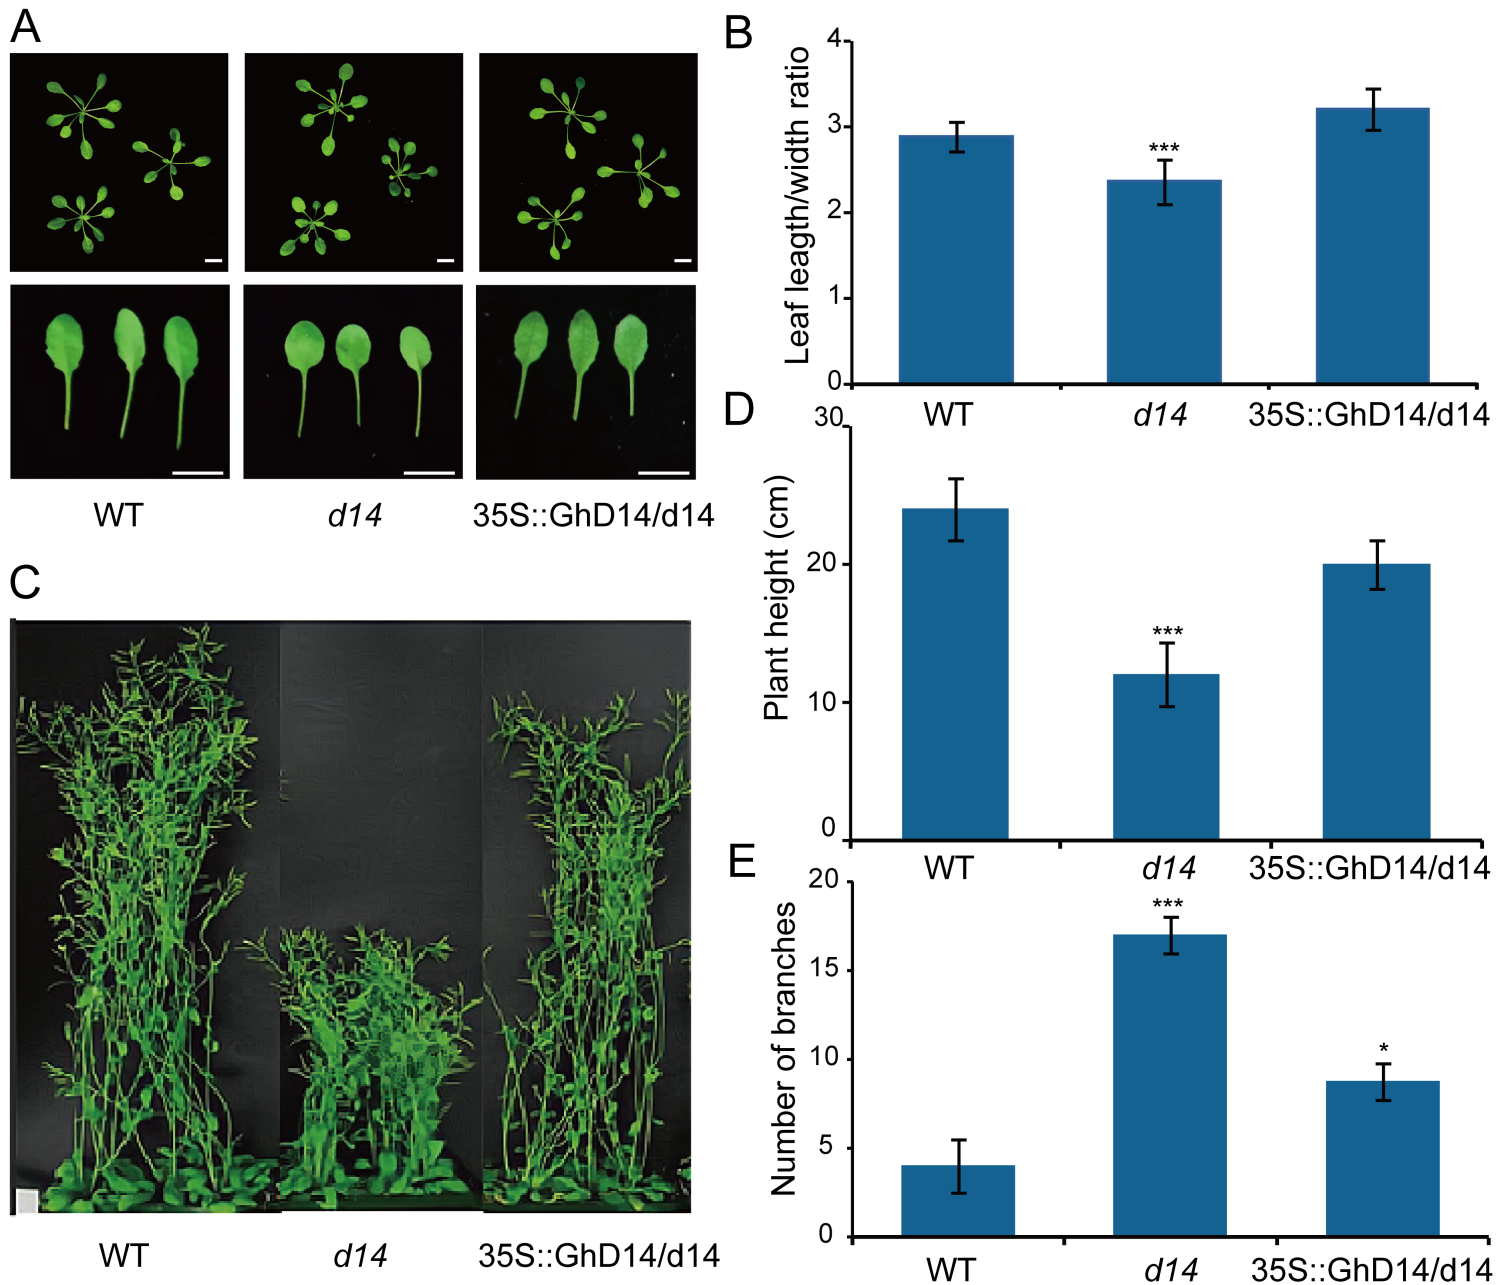 A
WT
d14
35S::GhD14/d14
B
Leaf leagth/width ratio
4
3
2
1
0
***
WT
d14
35S::GhD14/d14
C
WT
d14
35S::GhD14/d14
D
Plant height (cm)
30
20
10
0
***
WT
d14
35S::GhD14/d14
E
Number of branches
20
15
10
5
0
***
*
WT
d14
35S::GhD14/d14